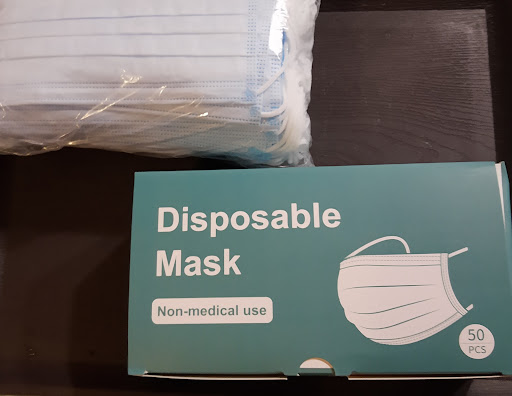 Disposable
Mask
Non-medical use
50
PCS